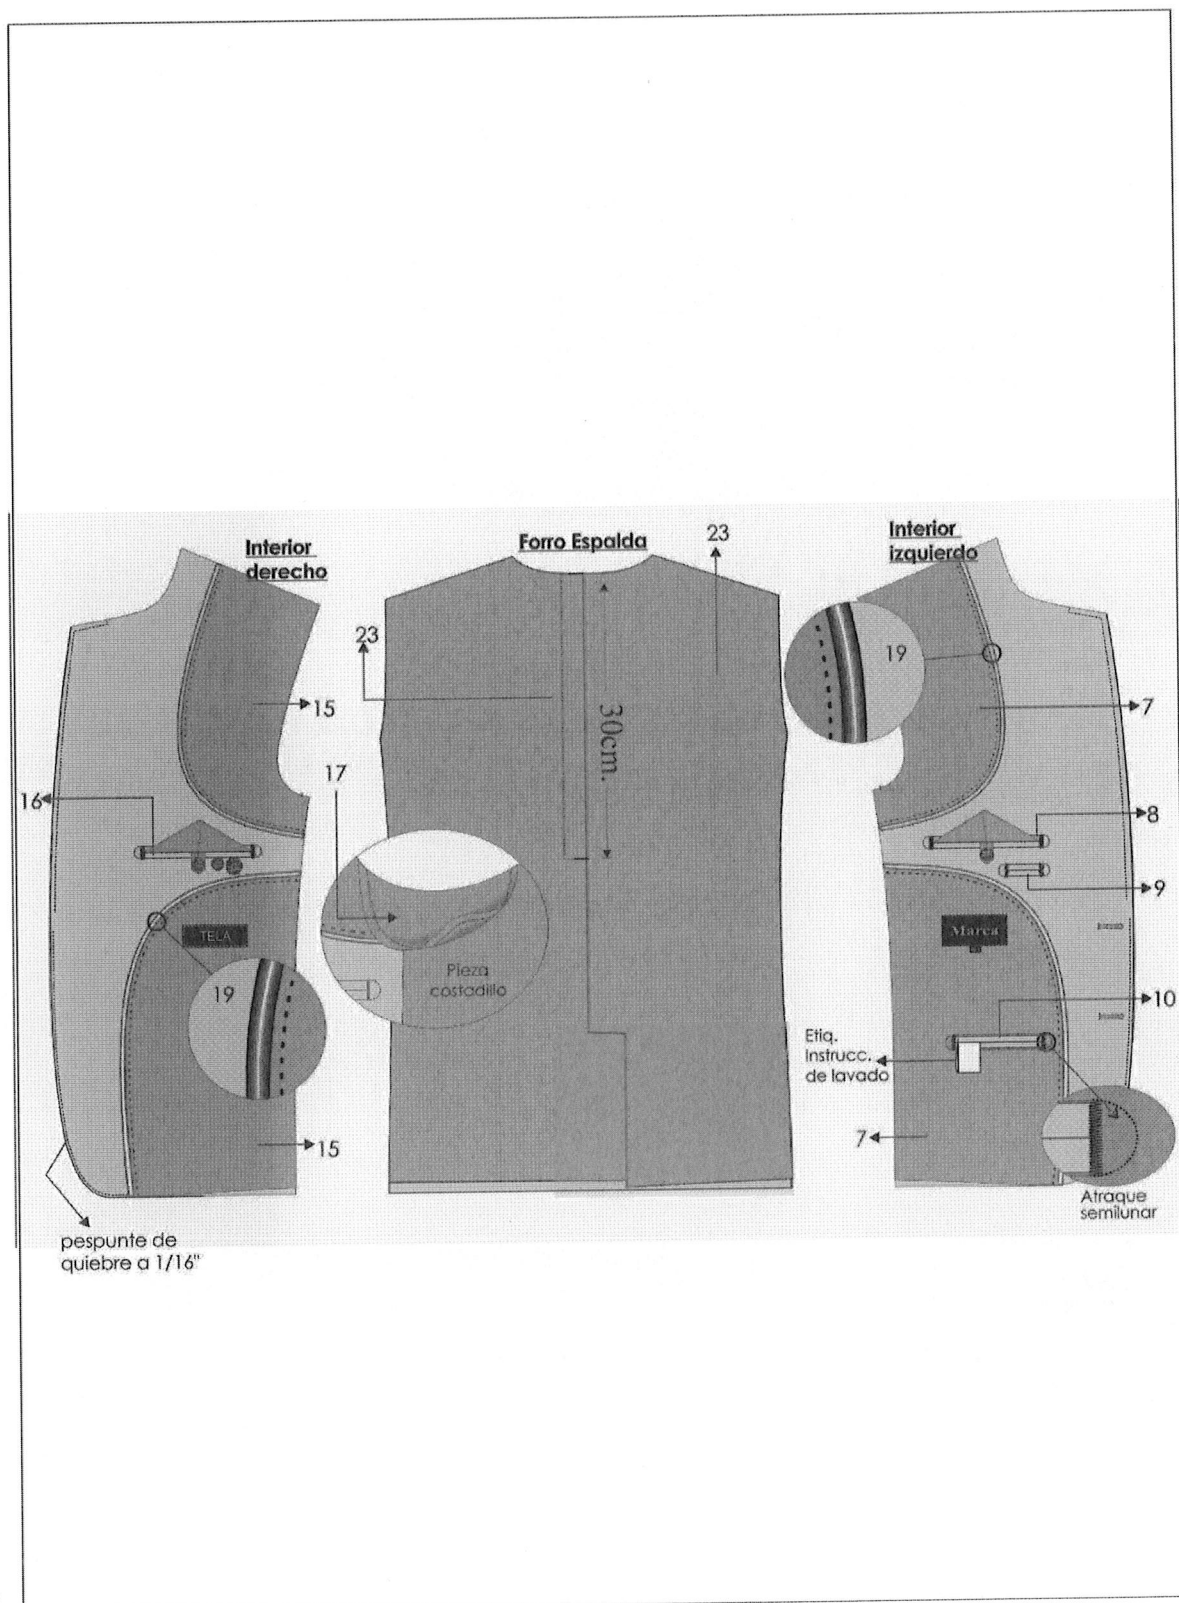 Interior
derecho
Forro Espalda
23
Interior
izquierdo
23
19
15
30cm.
7
17
16
8
9
TELA
Marca
Pieza
costadillo
19
10
Etiq.
Instrucc.
de lavado
15
7
Atraque
semilunar
pespunte de
quiebre a 1/16"